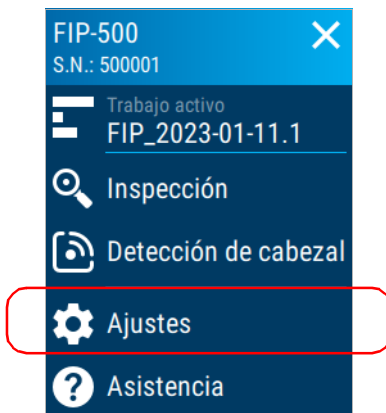 FIP-500
S.N.: 500001
Trabajo activo
FIP_2023-01-11.1
Inspección
Detección de cabezal
Ajustes
Asistencia